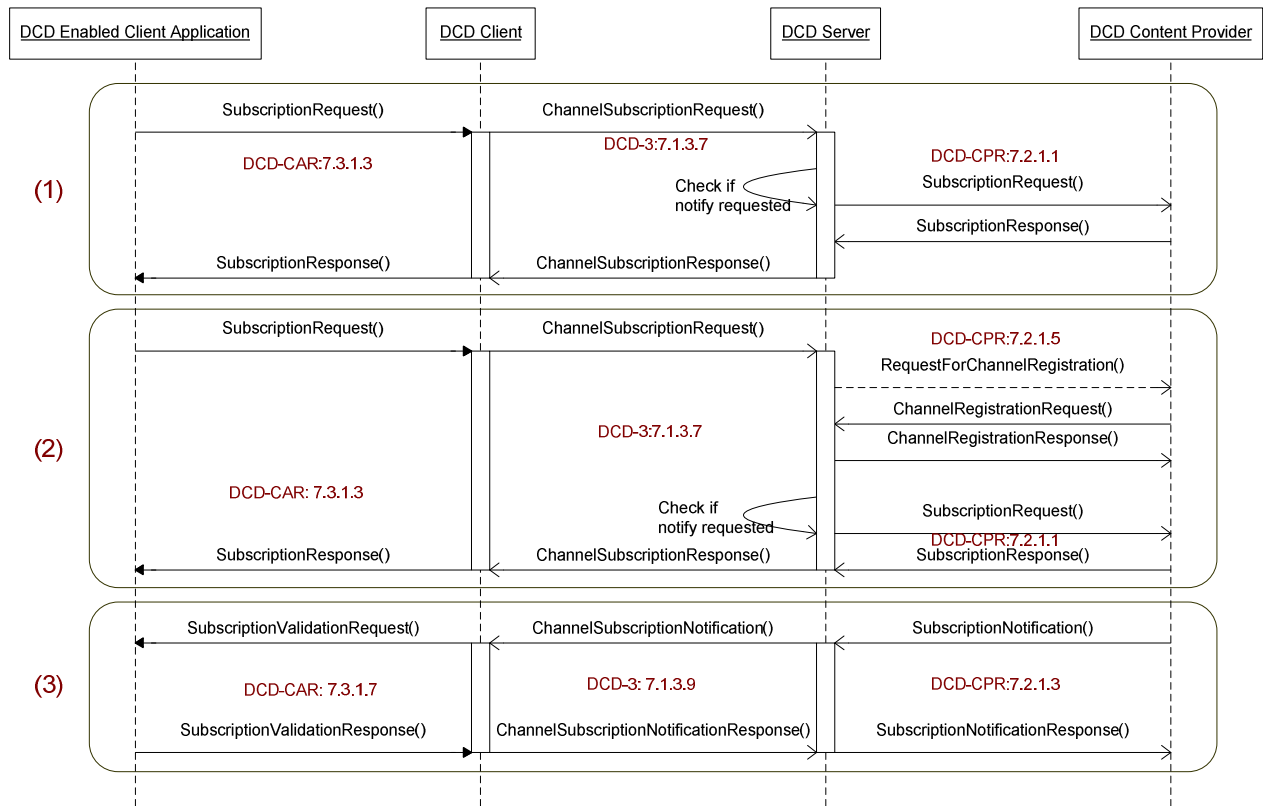 DCD Enabled Client Application
DCD Client
DCD Server
DCD Content Provider
(1)
SubscriptionRequest()
ChannelSubscriptionRequest()
DCD-CAR:7.3.1.3
DCD-3:7.1.3.7
DCD-CPR:7.2.1.1
Check if
notify requested
SubscriptionRequest()
SubscriptionResponse()
SubscriptionResponse()
ChannelSubscriptionResponse()
(2)
SubscriptionRequest()
ChannelSubscriptionRequest()
DCD-CPR:7.2.1.5
RequestForChannelRegistration()
ChannelRegistrationRequest()
DCD-3:7.1.3.7
ChannelRegistrationResponse()
DCD-CAR: 7.3.1.3
Check if
notify requested
SubscriptionRequest()
DCD-CPR:7.2.1.1
SubscriptionResponse()
ChannelSubscriptionResponse()
SubscriptionResponse()
(3)
SubscriptionValidationRequest()
ChannelSubscriptionNotification()
SubscriptionNotification()
DCD-CAR: 7.3.1.7
DCD-3: 7.1.3.9
DCD-CPR:7.2.1.3
SubscriptionValidationResponse()
ChannelSubscriptionNotificationResponse()
SubscriptionNotificationResponse()